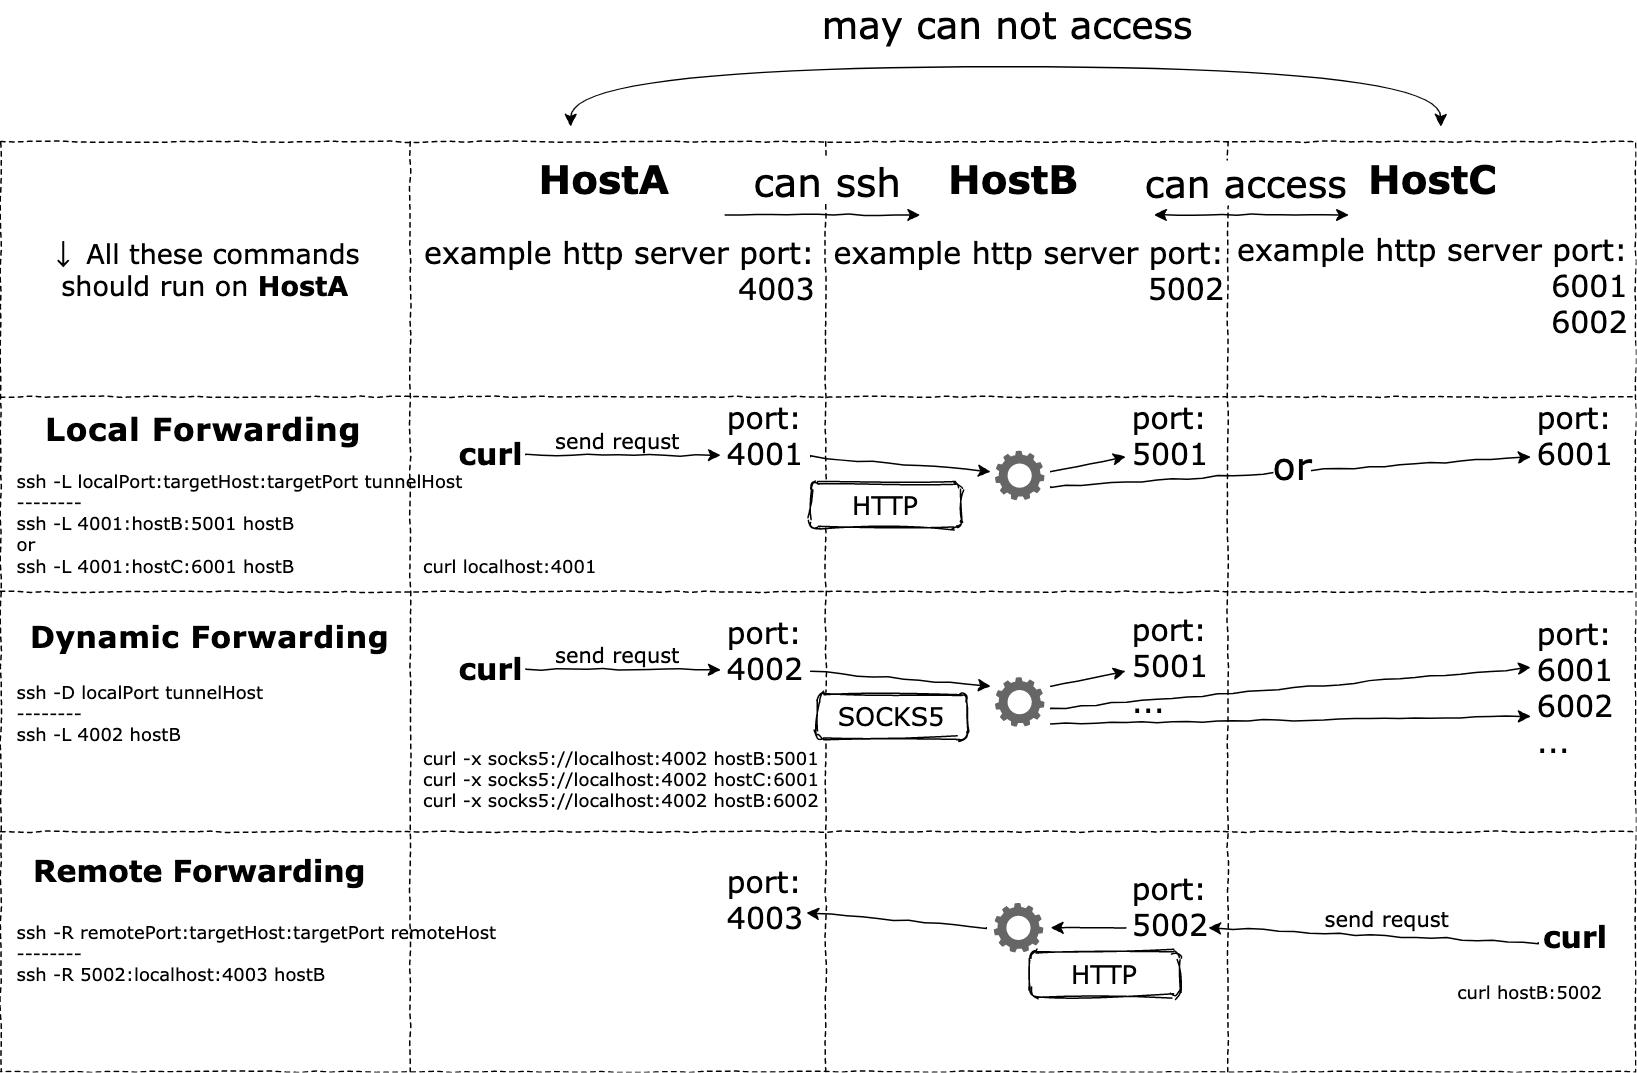 may can not access
HostA
can ssh
HostB
can access
HostC
↓ All these commands
should run on HostA
example http server port:
4003
example http server port:
5002
example http server port:
6001
6002
Local Forwarding
ssh -L localPort:targetHost:targetPort tunnelHost
--------
ssh -L 4001:hostB:5001 hostB
or
ssh -L 4001:hostC:6001 hostB
curl
send requst
port:
4001
HTTP
port:
5001
or
port:
6001
curl localhost:4001
Dynamic Forwarding
ssh -D localPort tunnelHost
--------
ssh -L 4002 hostB
curl
send requst
port:
4002
SOCKS5
port:
5001
...
port:
6001
6002
...
curl -x socks5://localhost:4002 hostB:5001
curl -x socks5://localhost:4002 hostC:6001
curl -x socks5://localhost:4002 hostB:6002
Remote Forwarding
ssh -R remotePort:targetHost:targetPort remoteHost
--------
ssh -R 5002:localhost:4003 hostB
port:
4003
port:
5002
HTTP
send requst
curl
curl hostB:5002